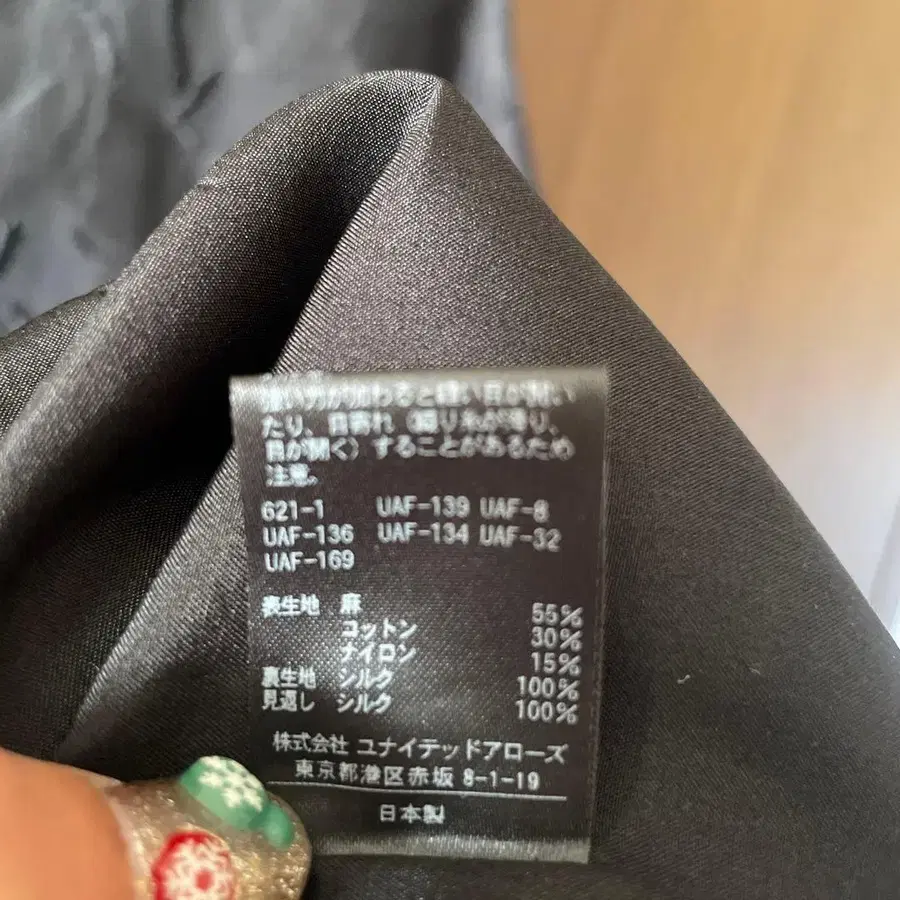 強い力が加わると縫い目が開い
たり、目寄れ（織り糸が滑り、
目が開く）することがあるため
注意。
621-1 UAF-139 UAF-8
UAF-136 UAF-134 UAF-32
UAF-169
表生地 麻 55%
コットン 30%
ナイロン 15%
裏生地 シルク 100%
見返し シルク 100%
株式会社 ユナイテッドアローズ
東京都港区赤坂 8-1-19
日本製